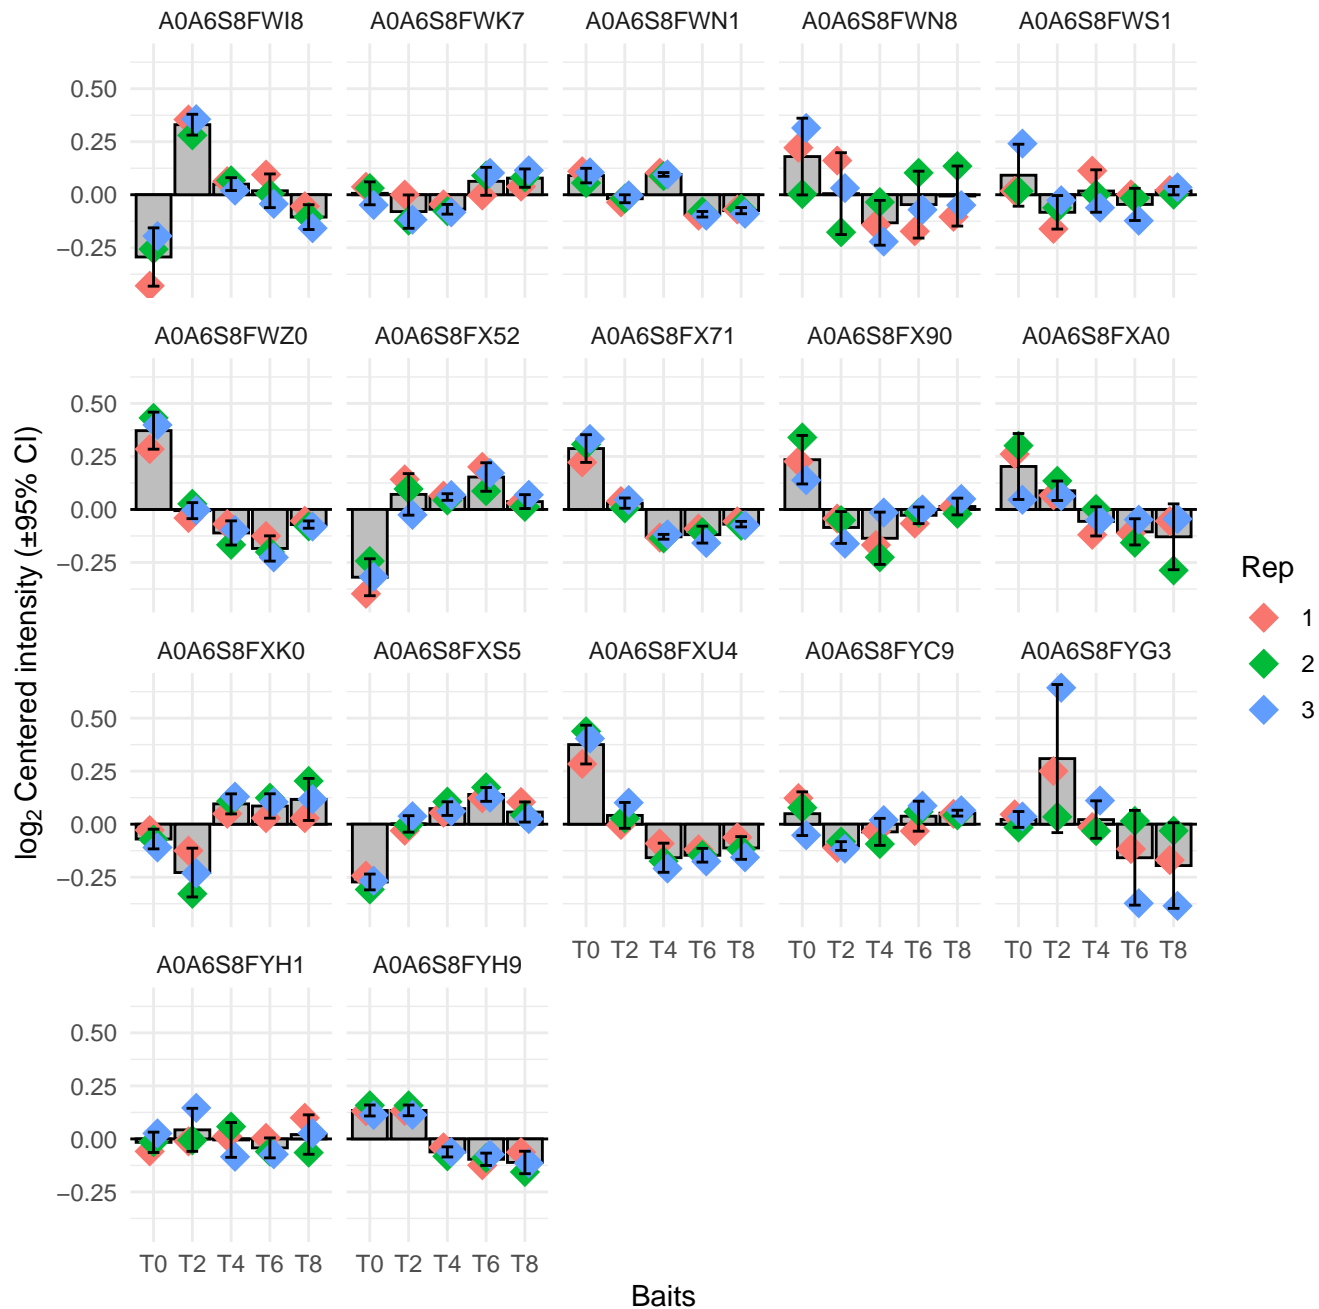 A0A6S8FWI8 A0A6S8FWK7 A0A6S8FWN1 A0A6S8FWN8 A0A6S8FWS1
0.50
0.25
0.00
−0.25
A0A6S8FWZ0 A0A6S8FX52 A0A6S8FX71 A0A6S8FX90 A0A6S8FXA0
0.50
0.25
0.00
−0.25
A0A6S8FXK0 A0A6S8FXS5 A0A6S8FXU4 A0A6S8FYC9 A0A6S8FYG3
0.50
0.25
0.00
−0.25
T0 T2 T4 T6 T8 T0 T2 T4 T6 T8 T0 T2 T4 T6 T8
A0A6S8FYH1 A0A6S8FYH9
0.50
0.25
0.00
−0.25
T0 T2 T4 T6 T8 T0 T2 T4 T6 T8
Baits
log₂ Centered intensity (±95% CI)
Rep
1
2
3